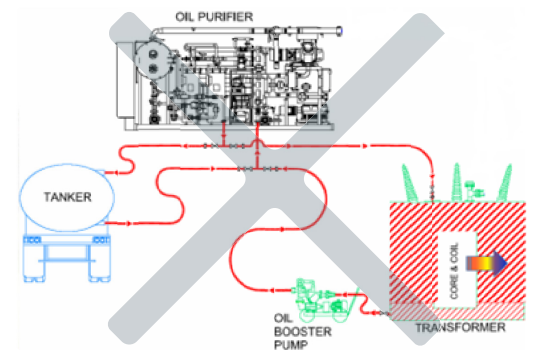 OIL PURIFIER
TANKER
CORE & COIL
OIL
BOOSTER
PUMP
TRANSFORMER